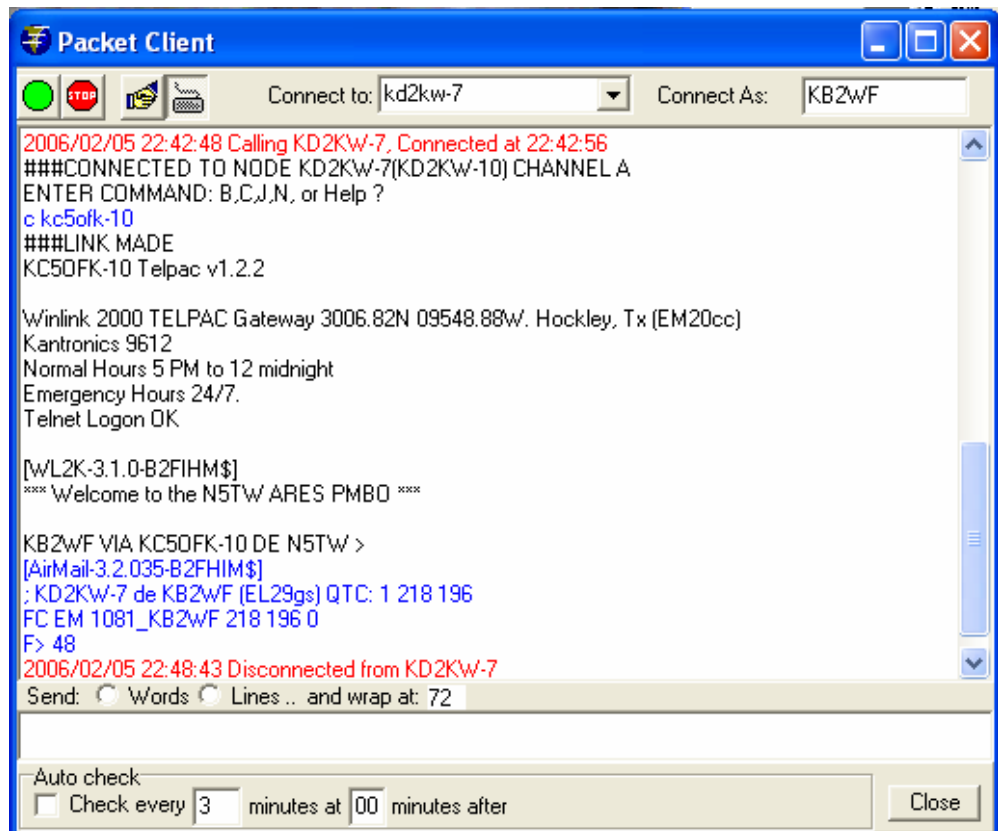 Packet Client
STOP
Connect to: kd2kw-7 Connect As: KB2WF
2006/02/05 22:42:48 Calling KD2KW-7, Connected at 22:42:56
###CONNECTED TO NODE KD2KW-7(KD2KW-10) CHANNEL A
ENTER COMMAND: B,C,J,N, or Help ?
c kc5ofk-10
###LINK MADE
KC5OFK-10 Telpac v1.2.2
Winlink 2000 TELPAC Gateway 3006.82N 09548.88W. Hockley, Tx (EM20cc)
Kantronics 9612
Normal Hours 5 PM to 12 midnight
Emergency Hours 24/7.
Telnet Logon OK
[WL2K-3.1.0-B2FIHM$]
*** Welcome to the N5TW ARES PMBO ***
KB2WF VIA KC5OFK-10 DE N5TW >
[AirMail-3.2.035-B2FHIM$]
; KD2KW-7 de KB2WF (EL29gs) QTC: 1 218 196
FC EM 1081_KB2WF 218 196 0
F> 48
2006/02/05 22:48:43 Disconnected from KD2KW-7
Send: Words Lines .. and wrap at: 72
Auto check
Check every 3 minutes at 00 minutes after
Close